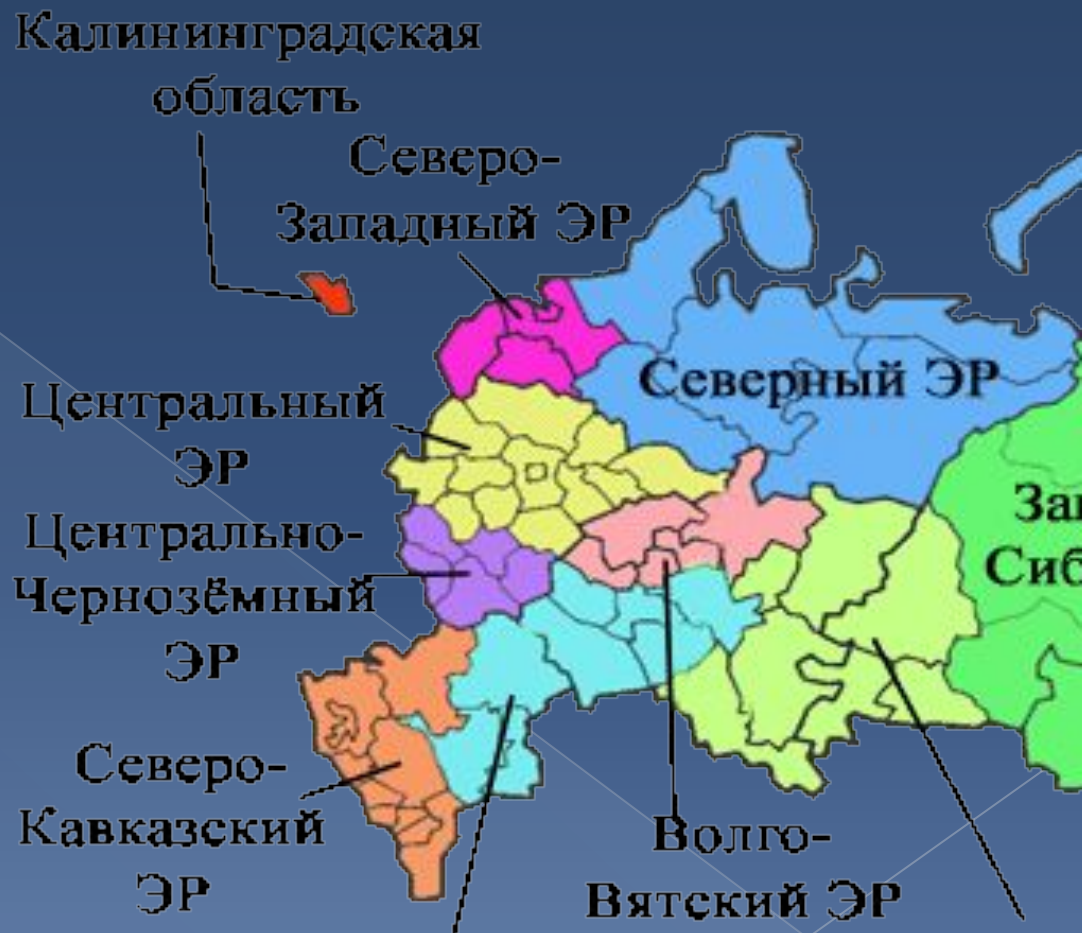 Калининградская
область
Северо-
Западный ЭР
Северный ЭР
Центральный
ЭР
Центрально-
Чернозёмный
ЭР
Северо-
Кавказский
ЭР
Волго-
Вятский ЭР